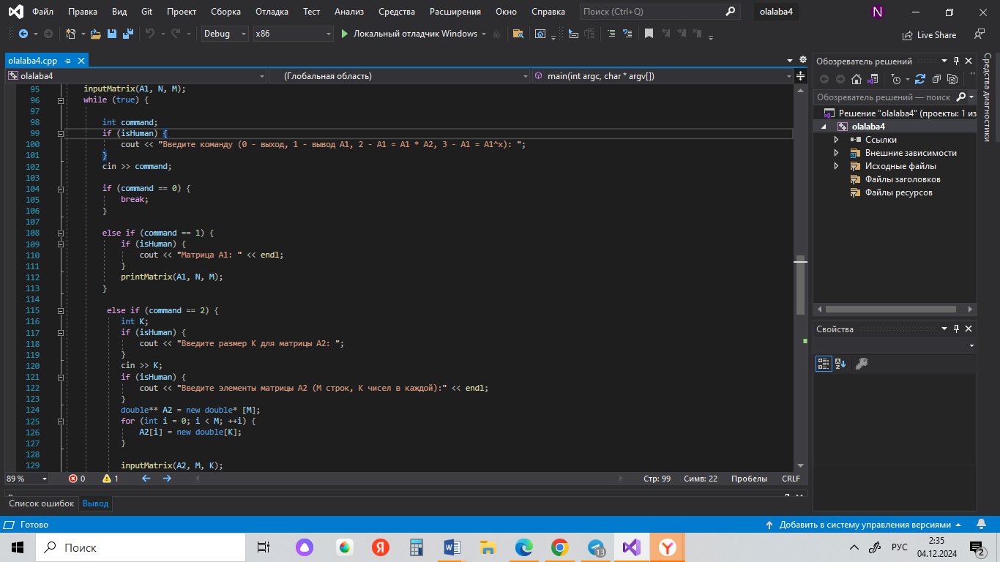 Файл Правка Вид Git Проект Сборка Отладка Тест Анализ Средства Расширения Окно Справка Поиск (Ctrl+Q) olalaba4 N
Debug x86 Локальный отладчик Windows Live Share
olalaba4.cpp
olalaba4 (Глобальная область) main(int argc, char * argv[])
95 inputMatrix(A1, N, M);
96 while (true) {
97
98 int command;
99 if (isHuman) {
100 cout << "Введите команду (0 - выход, 1 - вывод A1, 2 - A1 = A1 * A2, 3 - A1 = A1^x): ";
101 }
102 cin >> command;
103
104 if (command == 0) {
105 break;
106 }
107
108 else if (command == 1) {
109 if (isHuman) {
110 cout << "Матрица A1: " << endl;
111 }
112 printMatrix(A1, N, M);
113 }
114
115 else if (command == 2) {
116 int K;
117 if (isHuman) {
118 cout << "Введите размер K для матрицы A2: ";
119 }
120 cin >> K;
121 if (isHuman) {
122 cout << "Введите элементы матрицы A2 (M строк, K чисел в каждой):" << endl;
123 }
124 double** A2 = new double* [M];
125 for (int i = 0; i < M; ++i) {
126 A2[i] = new double[K];
127 }
128
129 inputMatrix(A2, M, K);
89 % 0 1 Стр: 99 Симв: 22 Пробелы CRLF
Список ошибок Вывод
Обозреватель решений
Обозреватель решений — поиск
Решение "olalaba4" (проекты: 1 из
olalaba4
Ссылки
Внешние зависимости
Исходные файлы
Файлы заголовков
Файлы ресурсов
Свойства
Средства диагностики
Готово Добавить в систему управления версиями
Поиск 13 РУС 2:35
04.12.2024 2